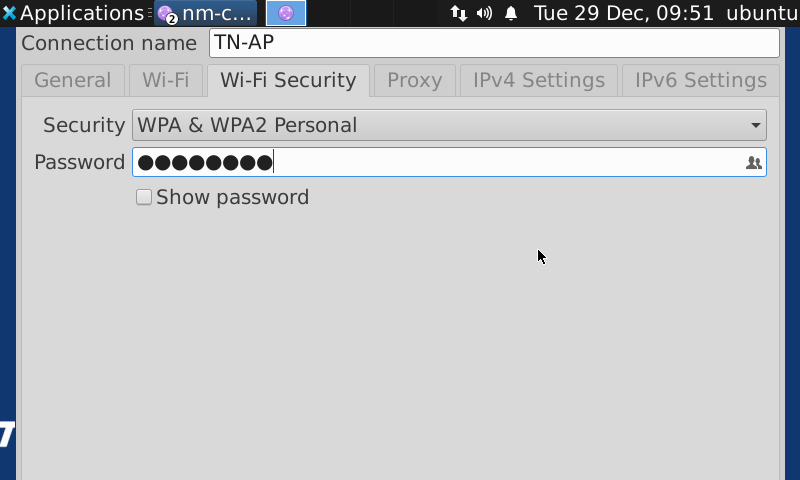 Applications 2 nm-c... Tue 29 Dec, 09:51 ubuntu
Connection name TN-AP
General Wi-Fi Wi-Fi Security Proxy IPv4 Settings IPv6 Settings
Security WPA & WPA2 Personal
Password ●●●●●●●●
Show password